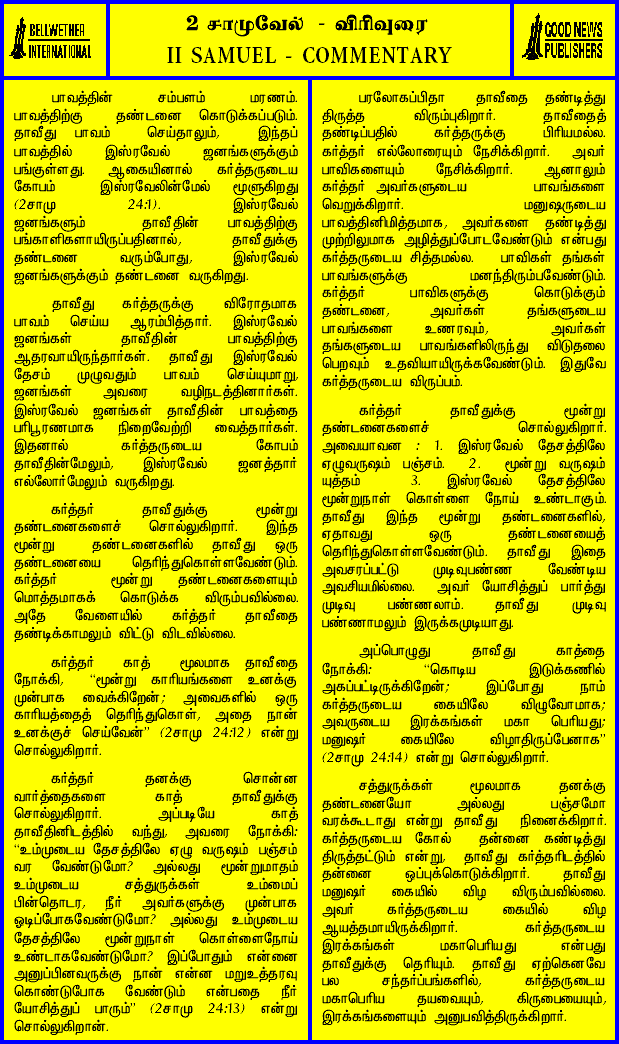 BELLWETHER
INTERNATIONAL
2 சாமுவேல் - விரிவுரை
II SAMUEL - COMMENTARY
GOOD NEWS
PUBLISHERS
பாவத்தின் சம்பளம் மரணம்.
பாவத்திற்கு தண்டனை கொடுக்கப்படும்.
தாவீது பாவம் செய்தாலும், இந்தப்
பாவத்தில் இஸ்ரவேல் ஜனங்களுக்கும்
பங்குள்ளது. ஆகையினால் கர்த்தருடைய
கோபம் இஸ்ரவேலின்மேல் மூளுகிறது
(2சாமு 24:1). இஸ்ரவேல்
ஜனங்களும் தாவீதின் பாவத்திற்கு
பங்காளிகளாயிருப்பதினால், தாவீதுக்கு
தண்டனை வரும்போது, இஸ்ரவேல்
ஜனங்களுக்கும் தண்டனை வருகிறது.
தாவீது கர்த்தருக்கு விரோதமாக
பாவம் செய்ய ஆரம்பித்தார். இஸ்ரவேல்
ஜனங்கள் தாவீதின் பாவத்திற்கு
ஆதரவாயிருந்தார்கள். தாவீது இஸ்ரவேல்
தேசம் முழுவதும் பாவம் செய்யுமாறு,
ஜனங்கள் அவரை வழிநடத்தினார்கள்.
இஸ்ரவேல் ஜனங்கள் தாவீதின் பாவத்தை
பரிபூரணமாக நிறைவேற்றி வைத்தார்கள்.
இதனால் கர்த்தருடைய கோபம்
தாவீதின்மேலும், இஸ்ரவேல் ஜனத்தார்
எல்லோர்மேலும் வருகிறது.
கர்த்தர் தாவீதுக்கு மூன்று
தண்டனைகளைச் சொல்லுகிறார். இந்த
மூன்று தண்டனைகளில் தாவீது ஒரு
தண்டனையை தெரிந்துகொள்ளவேண்டும்.
கர்த்தர் மூன்று தண்டனைகளையும்
மொத்தமாகக் கொடுக்க விரும்பவில்லை.
அதே வேளையில் கர்த்தர் தாவீதை
தண்டிக்காமலும் விட்டு விடவில்லை.
கர்த்தர் காத் மூலமாக தாவீதை
நோக்கி, “மூன்று காரியங்களை உனக்கு
முன்பாக வைக்கிறேன்; அவைகளில் ஒரு
காரியத்தைத் தெரிந்துகொள், அதை நான்
உனக்குச் செய்வேன்” (2சாமு 24:12) என்று
சொல்லுகிறார்.
கர்த்தர் தனக்கு சொன்ன
வார்த்தைகளை காத் தாவீதுக்கு
சொல்லுகிறார். அப்படியே காத்
தாவீதினிடத்தில் வந்து, அவரை நோக்கி:
“உம்முடைய தேசத்திலே ஏழு வருஷம் பஞ்சம்
வர வேண்டுமோ? அல்லது மூன்றுமாதம்
உம்முடைய சத்துருக்கள் உம்மைப்
பின்தொடர, நீர் அவர்களுக்கு முன்பாக
ஓடிப்போகவேண்டுமோ? அல்லது உம்முடைய
தேசத்திலே மூன்றுநாள் கொள்ளைநோய்
உண்டாகவேண்டுமோ? இப்போதும் என்னை
அனுப்பினவருக்கு நான் என்ன மறுஉத்தரவு
கொண்டுபோக வேண்டும் என்பதை நீர்
யோசித்துப் பாரும்” (2சாமு 24:13) என்று
சொல்லுகிறான்.
பரலோகப்பிதா தாவீதை தண்டித்து
திருத்த விரும்புகிறார். தாவீதைத்
தண்டிப்பதில் கர்த்தருக்கு பிரியமல்ல.
கர்த்தர் எல்லோரையும் நேசிக்கிறார். அவர்
பாவிகளையும் நேசிக்கிறார். ஆனாலும்
கர்த்தர் அவர்களுடைய பாவங்களை
வெறுக்கிறார். மனுஷருடைய
பாவத்தினிமித்தமாக, அவர்களை தண்டித்து
முற்றிலுமாக அழித்துப்போடவேண்டும் என்பது
கர்த்தருடைய சித்தமல்ல. பாவிகள் தங்கள்
பாவங்களுக்கு மனந்திரும்பவேண்டும்.
கர்த்தர் பாவிகளுக்கு கொடுக்கும்
தண்டனை, அவர்கள் தங்களுடைய
பாவங்களை உணரவும், அவர்கள்
தங்களுடைய பாவங்களிலிருந்து விடுதலை
பெறவும் உதவியாயிருக்கவேண்டும். இதுவே
கர்த்தருடைய விருப்பம்.
கர்த்தர் தாவீதுக்கு மூன்று
தண்டனைகளைச் சொல்லுகிறார்.
அவையாவன : 1. இஸ்ரவேல் தேசத்திலே
ஏழுவருஷம் பஞ்சம். 2. மூன்று வருஷம்
யுத்தம் 3. இஸ்ரவேல் தேசத்திலே
மூன்றுநாள் கொள்ளை நோய் உண்டாகும்.
தாவீது இந்த மூன்று தண்டனைகளில்,
ஏதாவது ஒரு தண்டனையைத்
தெரிந்துகொள்ளவேண்டும். தாவீது இதை
அவசரப்பட்டு முடிவுபண்ண வேண்டிய
அவசியமில்லை. அவர் யோசித்துப் பார்த்து
முடிவு பண்ணலாம். தாவீது முடிவு
பண்ணாமலும் இருக்கமுடியாது.
அப்பொழுது தாவீது காத்தை
நோக்கி: “கொடிய இடுக்கணில்
அகப்பட்டிருக்கிறேன்; இப்போது நாம்
கர்த்தருடைய கையிலே விழுவோமாக;
அவருடைய இரக்கங்கள் மகா பெரியது;
மனுஷர் கையிலே விழாதிருப்பேனாக”
(2சாமு 24:14) என்று சொல்லுகிறார்.
சத்துருக்கள் மூலமாக தனக்கு
தண்டனையோ அல்லது பஞ்சமோ
வரக்கூடாது என்று தாவீது நினைக்கிறார்.
கர்த்தருடைய கோல் தன்னை கண்டித்து
திருத்தட்டும் என்று, தாவீது கர்த்தரிடத்தில்
தன்னை ஒப்புக்கொடுக்கிறார். தாவீது
மனுஷர் கையில் விழ விரும்பவில்லை.
அவர் கர்த்தருடைய கையில் விழ
ஆயத்தமாயிருக்கிறார். கர்த்தருடைய
இரக்கங்கள் மகாபெரியது என்பது
தாவீதுக்கு தெரியும். தாவீது ஏற்கெனவே
பல சந்தர்ப்பங்களில், கர்த்தருடைய
மகாபெரிய தயவையும், கிருபையையும்,
இரக்கங்களையும் அனுபவித்திருக்கிறார்.